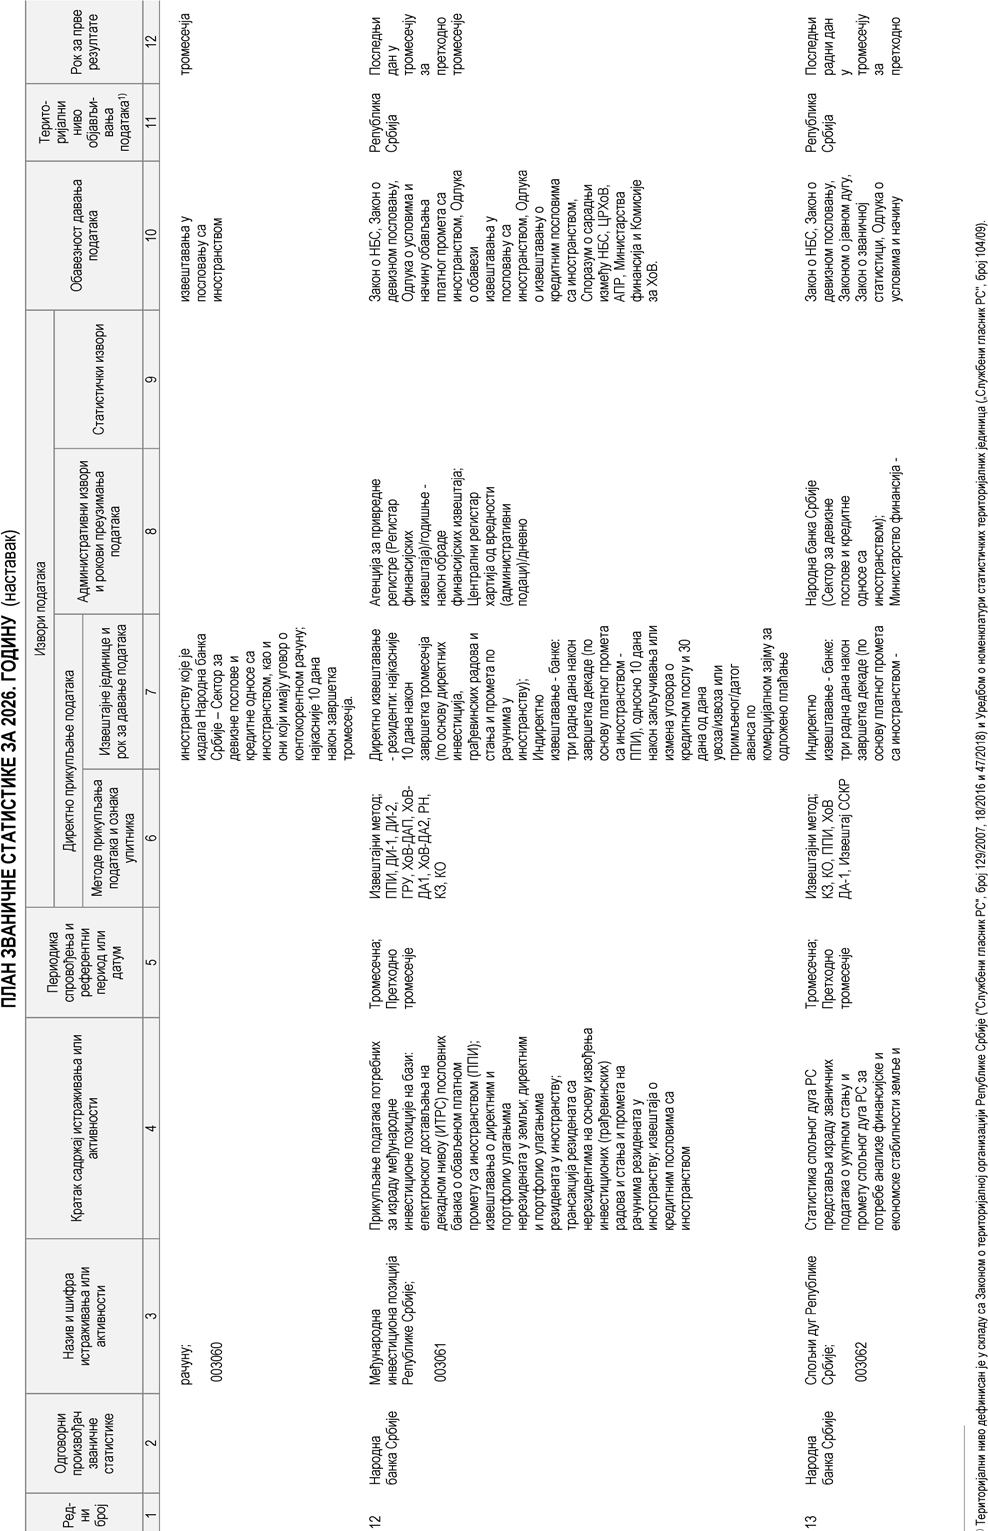 ПЛАН ЗВАНИЧНЕ СТАТИСТИКЕ ЗА 2026. ГОДИНУ (наставак)
Ред-
ни
број
Одговорни
произвођач
званичне
статистике
Назив и шифра
истраживања или
активности
Кратак садржај истраживања или
активности
Периодика
спровођења и
референтни
период или
датум
Извори података
Директно прикупљање података
Методе прикупљања
података и ознака
упитника
Извештајне јединице и
рок за давање података
Административни извори
и рокови преузимања
података
Статистички извори
Обавезност давања
података
Терито-
ријални
ниво
објављи-
вања
података1)
Рок за прве
резултате
1
2
3
4
5
6
7
8
9
10
11
12
рачуну;
003060
иностранству које је
издала Народна банка
Србије – Сектор за
девизне послове и
кредитне односе са
иностранством, као и
они који имају уговор о
контокорентном рачуну;
најкасније 10 дана
након завршетка
тромесечја.
извештавања у
пословању са
иностранством
тромесечја
12
Народна
банка Србије
Међународна
инвестициона позиција
Републике Србије;
003061
Прикупљање података потребних
за израду међународне
инвестиционе позиције на бази:
електронског достављања на
декадном нивоу (ИТРС) пословних
банака о обављеном платном
промету са иностранством (ППИ);
извештавања о директним и
портфолио улагањима
нерезидената у земљи; директним
и портфолио улагањима
резидената у иностранству;
трансакција резидената са
нерезидентима на основу извођења
инвестиционих (грађевинских)
радова и стања и промета на
рачунима резидената у
иностранству; извештаја о
кредитним пословима са
иностранством
Тромесечна;
Претходно
тромесечје
Извештајни метод;
ППИ, ДИ-1, ДИ-2,
ГРУ, ХоВ-ДАП, ХоВ-
ДА1, ХоВ-ДА2, РН,
КЗ, КО
Директно извештавање
- резиденти: најкасније
10 дана након
завршетка тромесечја
(по основу директних
инвестиција,
грађевинских радова и
стања и промета по
рачунима у
иностранству);
Индиректно
извештавање - банке:
три радна дана након
завршетка декаде (по
основу платног промета
са иностранством -
ППИ), односно 10 дана
након закључивања или
измена уговора о
кредитном послу и 30
дана од дана
увоза/извоза или
примљеног/датог
аванса по
комерцијалном зајму за
одложено плаћање
Агенција за привредне
регистре (Регистар
финансијских
извештаја)/годишње -
након обраде
финансијских извештаја;
Централни регистар
хартија од вредности
(административни
подаци)/дневно
Закон о НБС, Закон о
девизном пословању,
Одлука о условима и
начину обављања
платног промета са
иностранством, Одлука
о обавези
извештавања у
пословању са
иностранством, Одлука
о извештавању о
кредитним пословима
са иностранством,
Споразум о сарадњи
између НБС, ЦРХоВ,
АПР, Министарства
финансија и Комисије
за ХоВ.
Република
Србија
Последњи
дан у
тромесечју
за
претходно
тромесечје
13
Народна
банка Србије
Спољни дуг Републике
Србије;
003062
Статистика спољног дуга РС
представља израду званичних
података о укупном стању и
промету спољног дуга РС за
потребе анализе финансијске и
економске стабилности земље и
Тромесечна;
Претходно
тромесечје
Извештајни метод;
КЗ, КО, ППИ, ХоВ
ДА-1, Извештај ССКР
Индиректно
извештавање - банке:
три радна дана након
завршетка декаде (по
основу платног промета
са иностранством -
Народна банка Србије
(Сектор за девизне
послове и кредитне
односе са
иностранством);
Министарство финансија -
Закон о НБС, Закон о
девизном пословању,
Законом о јавном дугу,
Закон о званичној
статистици, Одлука о
условима и начину
Република
Србија
Последњи
радни дан
у
тромесечју
за
претходно
) Територијални ниво дефинисан је у складу са Законом о територијалној организацији Републике Србије ("Службени гласник РС", број 129/2007, 18/2016 и 47/2018) и Уредбом о номенклатури статистичких територијалних јединица („Службени гласник РС", број 104/09).